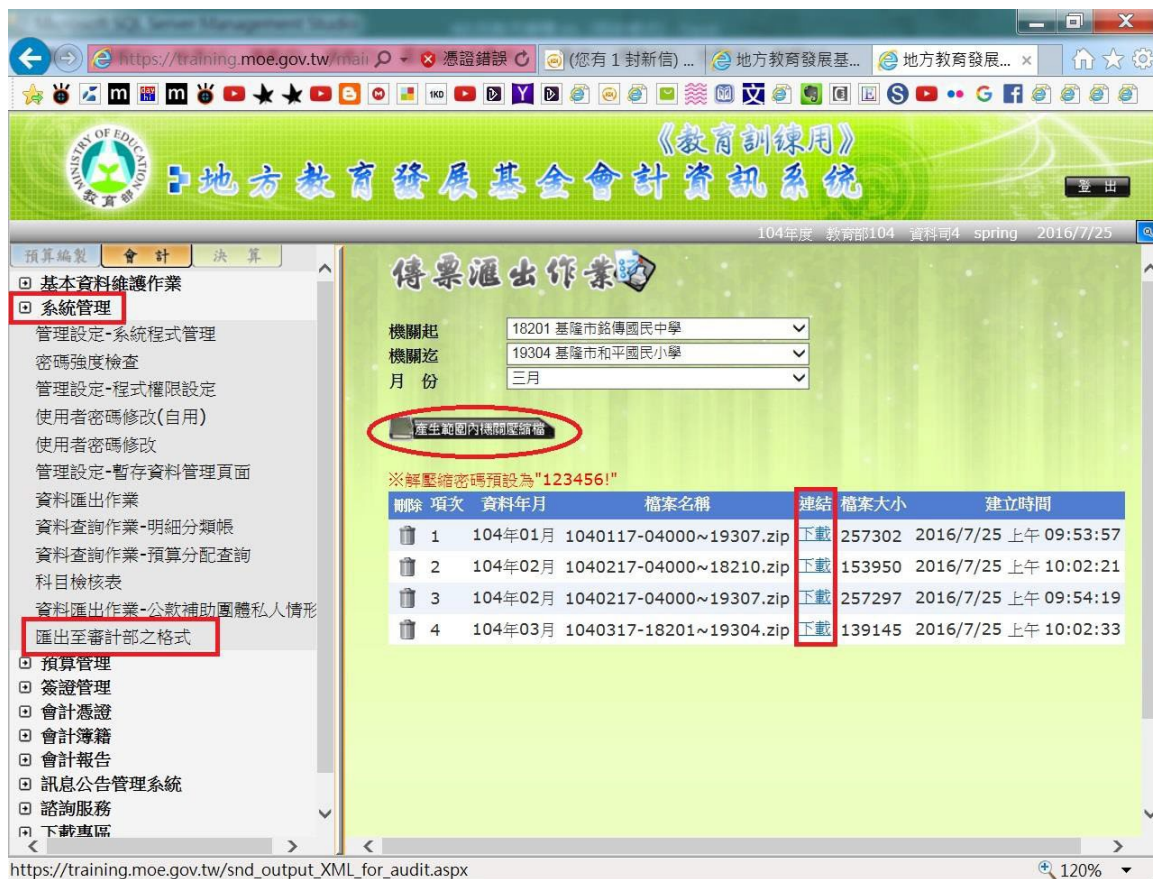 https://training.moe.gov.tw/mai
憑證錯誤
(您有 1 封新信) ...
地方教育發展基...
地方教育發展...
MINISTRY OF EDUCATION
教育部
《教育訓練用》
地方教育發展基金會計資訊系統
登出
104年度 教育部104 資料司4 spring 2016/7/25
預算編製 會計 決算
基本資料維護作業
系統管理
管理設定-系統程式管理
密碼強度檢查
管理設定-程式權限設定
使用者密碼修改(自用)
使用者密碼修改
管理設定-暫存資料管理頁面
資料匯出作業
資料查詢作業-明細分類帳
資料查詢作業-預算分配查詢
科目檢核表
資料匯出作業-公款補助團體私人情形
匯出至審計部之格式
預算管理
簽證管理
會計憑證
會計簿籍
會計報告
訊息公告管理系統
諮詢服務
下載專區
傳票匯出作業
機關起 18201 基隆市銘傳國民中學
機關迄 19304 基隆市和平國民小學
月份 三月
產生範圍內機關壓縮檔
※解壓縮密碼預設為"123456!"
刪除 項次 資料年月 檔案名稱 連結 檔案大小 建立時間
1 104年01月 1040117-04000~19307.zip 下載 257302 2016/7/25 上午 09:53:57
2 104年02月 1040217-04000~18210.zip 下載 153950 2016/7/25 上午 10:02:21
3 104年02月 1040217-04000~19307.zip 下載 257297 2016/7/25 上午 09:54:19
4 104年03月 1040317-18201~19304.zip 下載 139145 2016/7/25 上午 10:02:33
https://training.moe.gov.tw/snd_output_XML_for_audit.aspx
120%